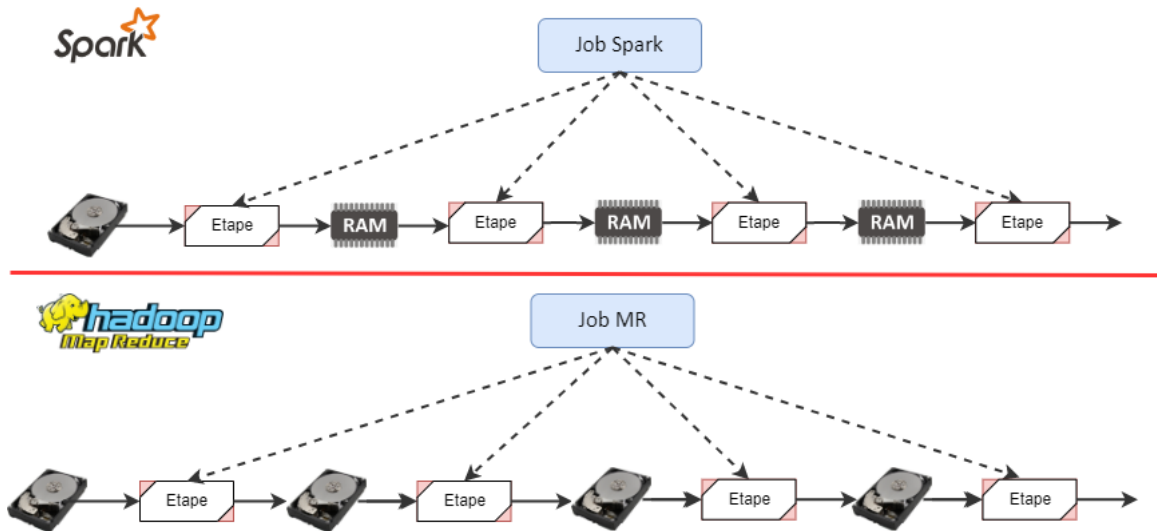 Spark
Job Spark
Etape
RAM
Etape
RAM
Etape
RAM
Etape
hadoop
Map Reduce
Job MR
Etape
Etape
Etape
Etape